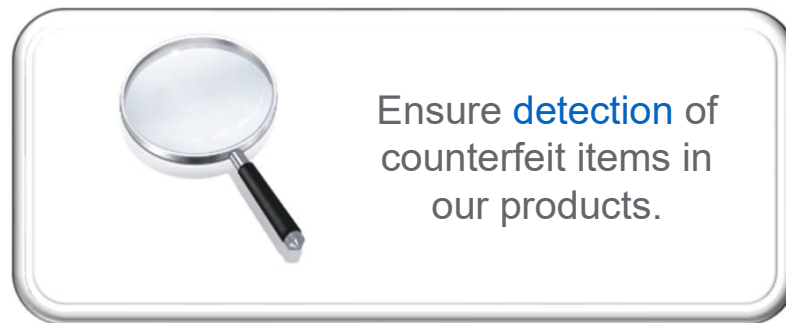 Ensure detection of
counterfeit items in
our products.